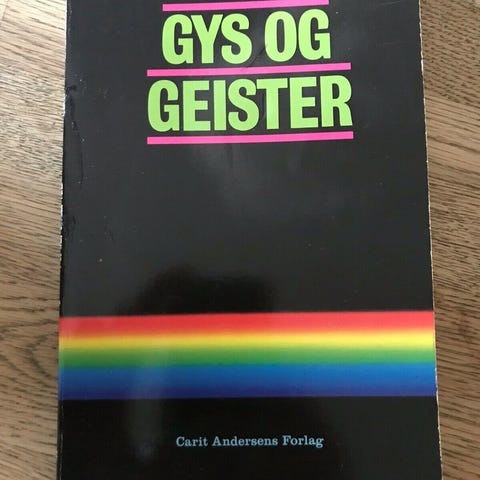 GYS OG
GEISTER
Carit Andersens Forlag